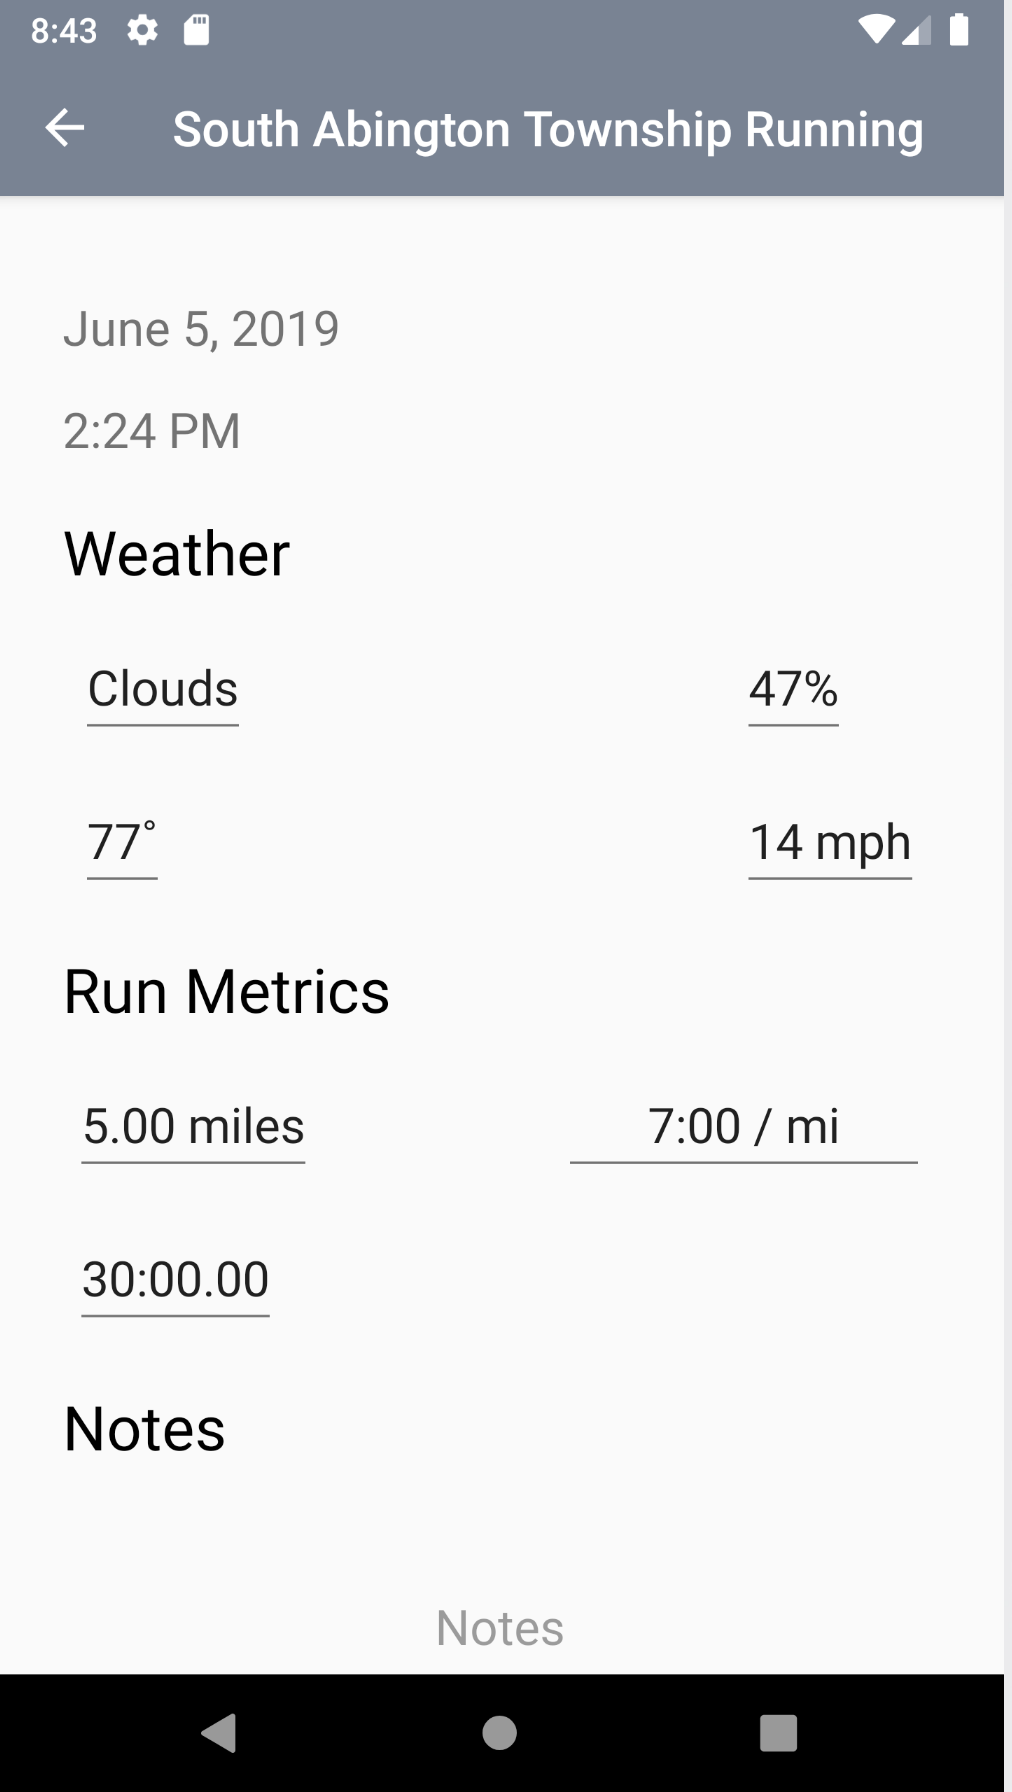 8:43
South Abington Township Running
June 5, 2019
2:24 PM
Weather
Clouds 47%
77° 14 mph
Run Metrics
5.00 miles 7:00 / mi
30:00.00
Notes
Notes